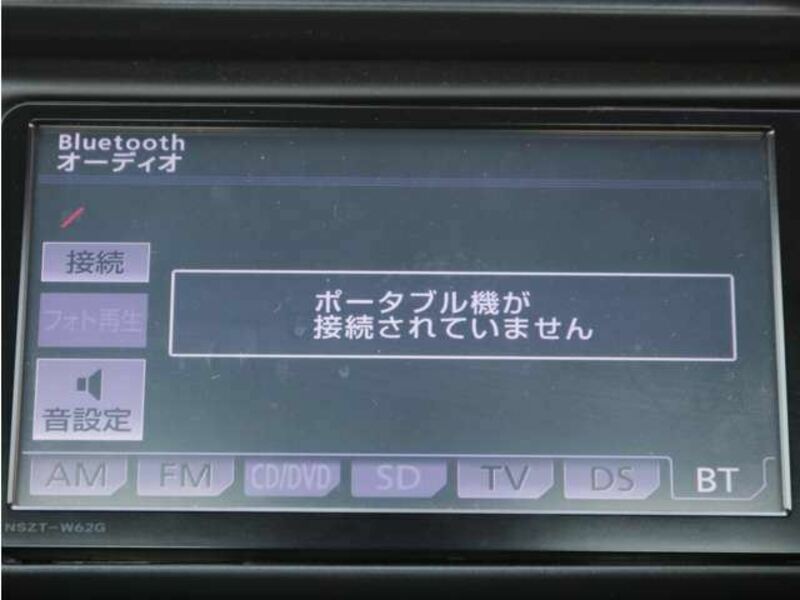 Bluetooth
オーディオ
接続
フォト再生
ポータブル機が
接続されていません
音設定
AM FM CD/DVD SD TV DS BT
NSZT-W62G